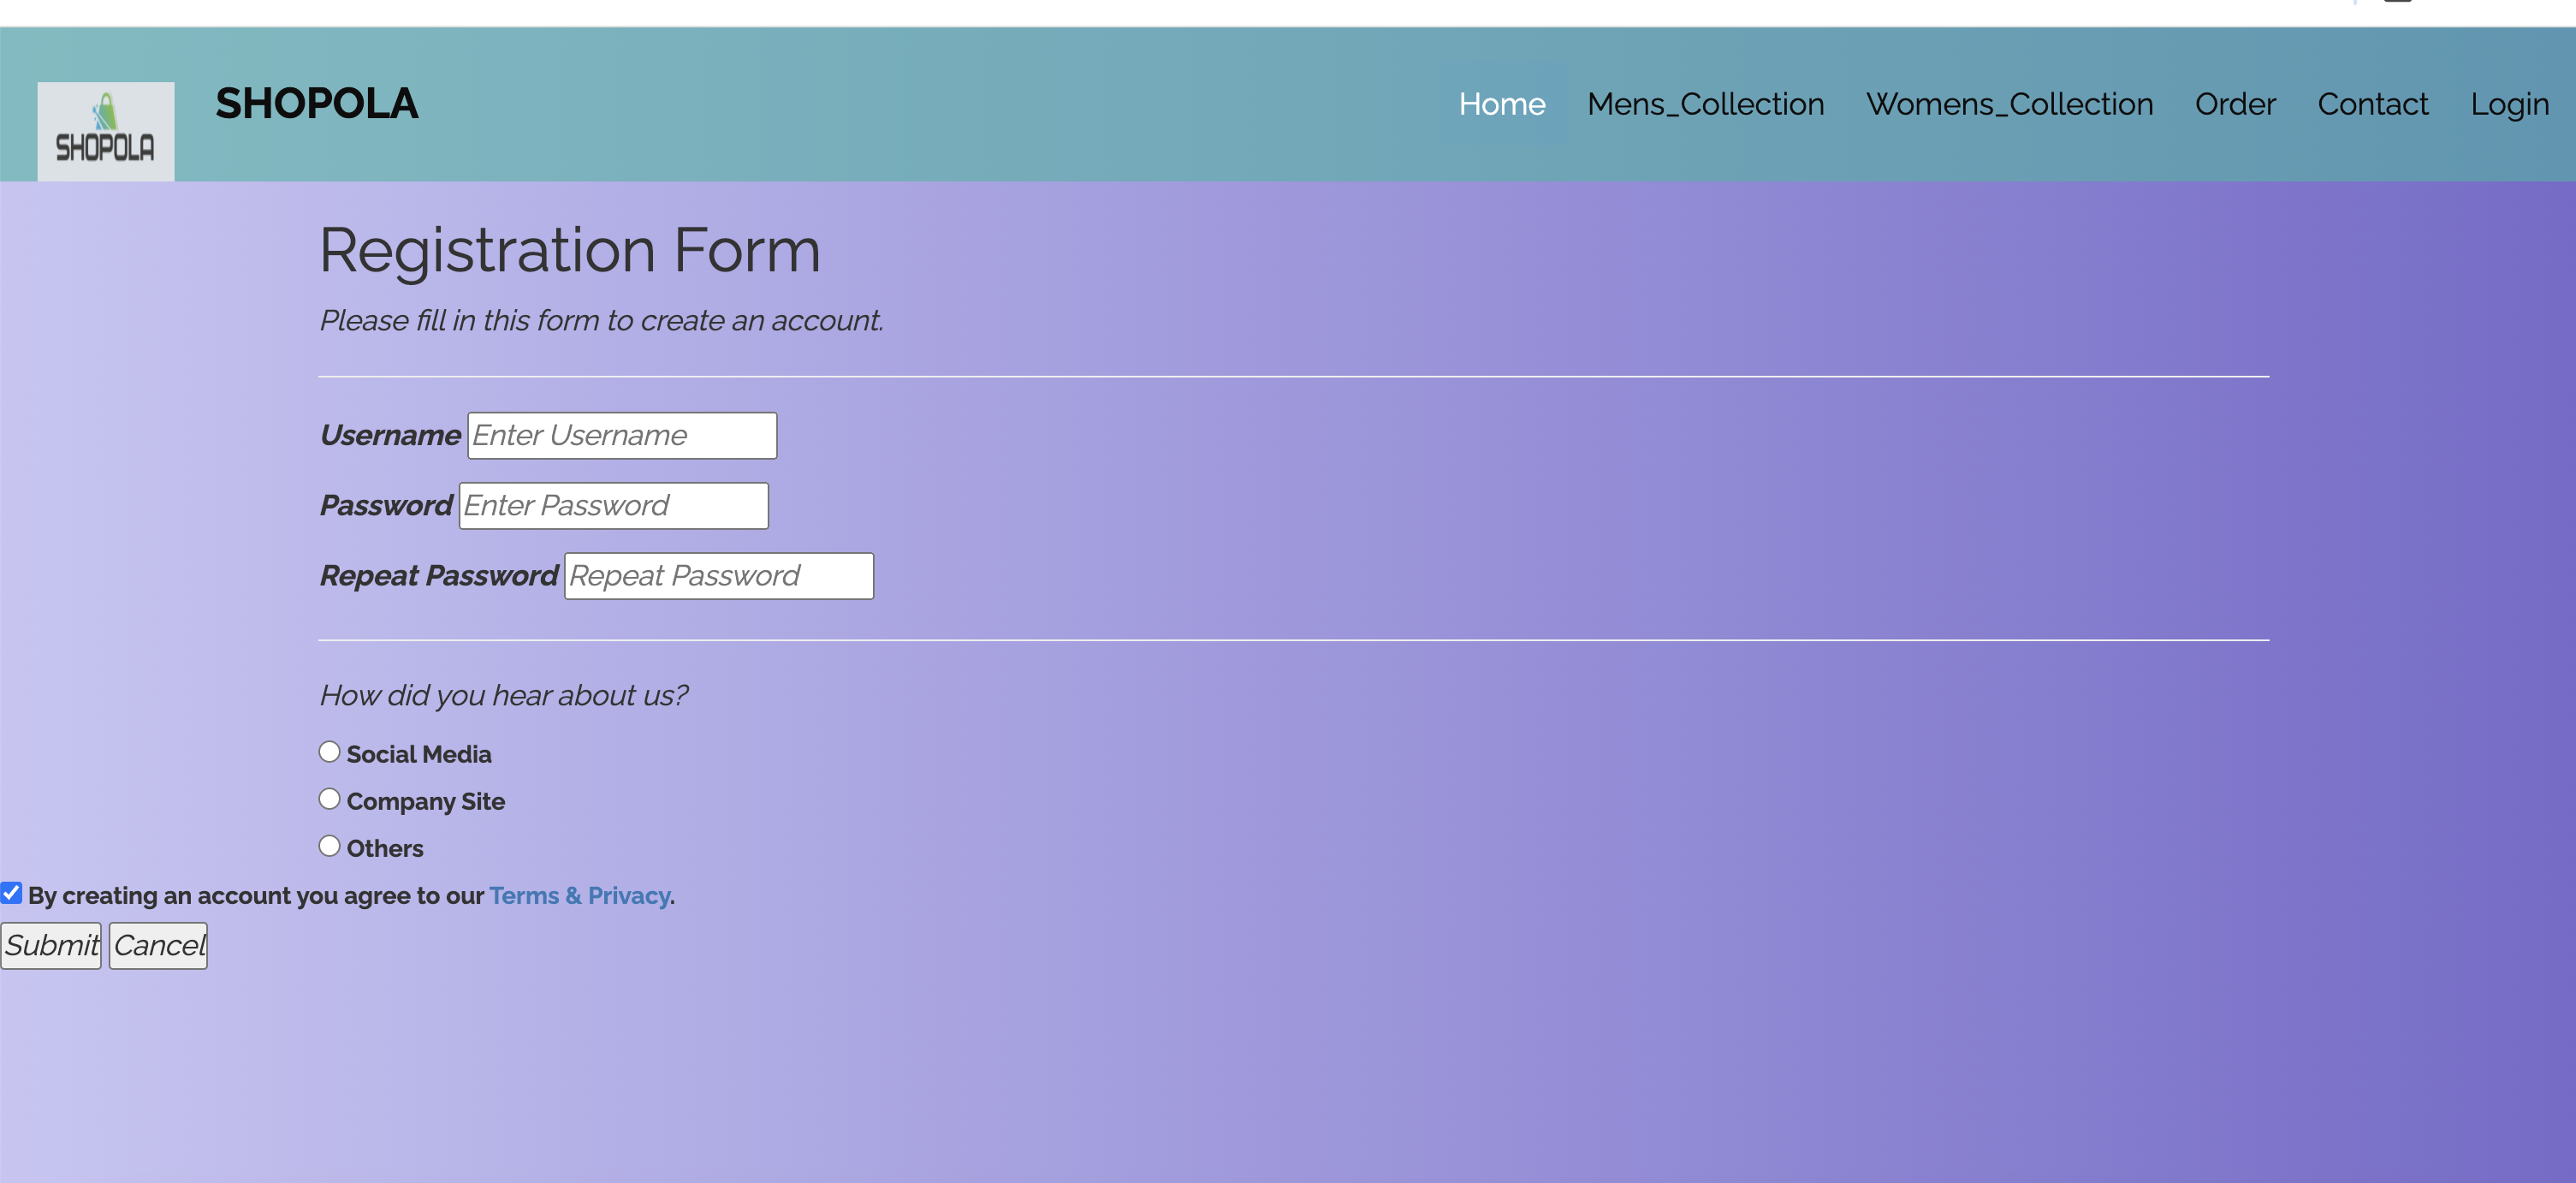 SHOPOLA
SHOPOLA
Home Mens_Collection Womens_Collection Order Contact Login
Registration Form
Please fill in this form to create an account.
Username Enter Username
Password Enter Password
Repeat Password Repeat Password
How did you hear about us?
Social Media
Company Site
Others
By creating an account you agree to our Terms & Privacy.
Submit Cancel